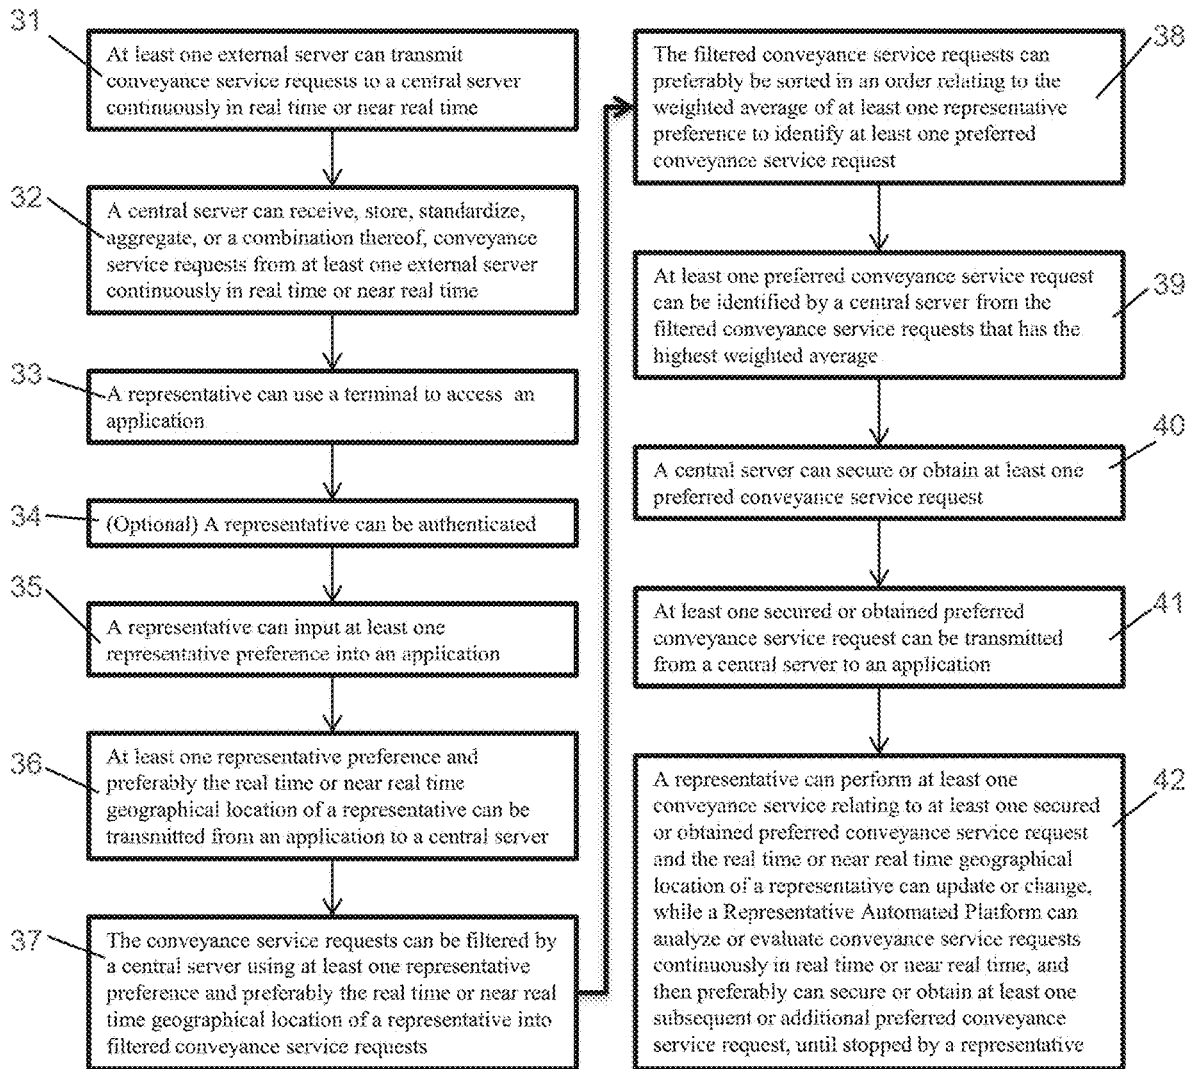 31
At least one external server can transmit
conveyance service requests to a central server
continuously in real time or near real time
32
A central server can receive, store, standardize,
aggregate, or a combination thereof, conveyance
service requests from at least one external server
continuously in real time or near real time
33
A representative can use a terminal to access an
application
34
(Optional) A representative can be authenticated
35
A representative can input at least one
representative preference into an application
36
At least one representative preference and
preferably the real time or near real time
geographical location of a representative can be
transmitted from an application to a central server
37
The conveyance service requests can be filtered by
a central server using at least one representative
preference and preferably the real time or near real
time geographical location of a representative into
filtered conveyance service requests
38
The filtered conveyance service requests can
preferably be sorted in an order relating to the
weighted average of at least one representative
preference to identify at least one preferred
conveyance service request
39
At least one preferred conveyance service request
can be identified by a central server from the
filtered conveyance service requests that has the
highest weighted average
40
A central server can secure or obtain at least one
preferred conveyance service request
41
At least one secured or obtained preferred
conveyance service request can be transmitted
from a central server to an application
42
A representative can perform at least one
conveyance service relating to at least one secured
or obtained preferred conveyance service request
and the real time or near real time geographical
location of a representative can update or change,
while a Representative Automated Platform can
analyze or evaluate conveyance service requests
continuously in real time or near real time, and
then preferably can secure or obtain at least one
subsequent or additional preferred conveyance
service request, until stopped by a representative